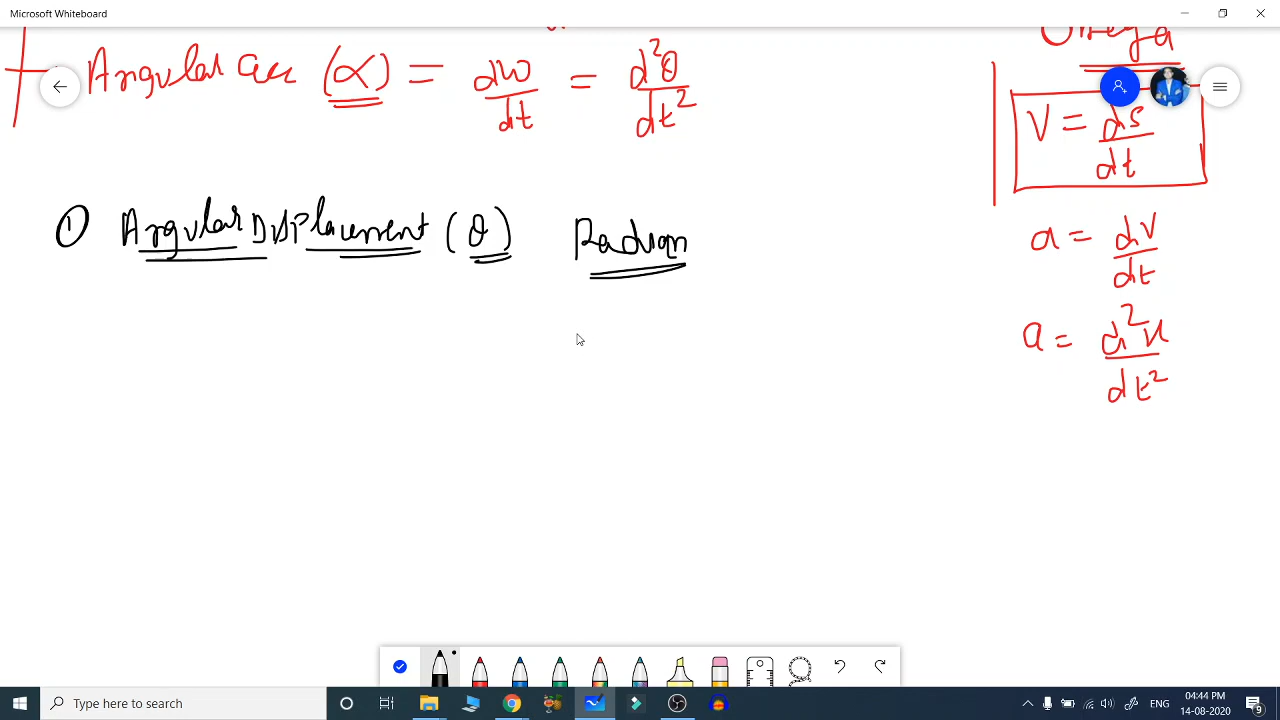 Microsoft Whiteboard
Omega
Angular acc (α) = dω/dt = d²θ/dt²
V = ds/dt
① Angular Displacement (θ) Radian
a = dV/dt
a = d²x/dt²
Type here to search
ENG
04:44 PM
14-08-2020
9